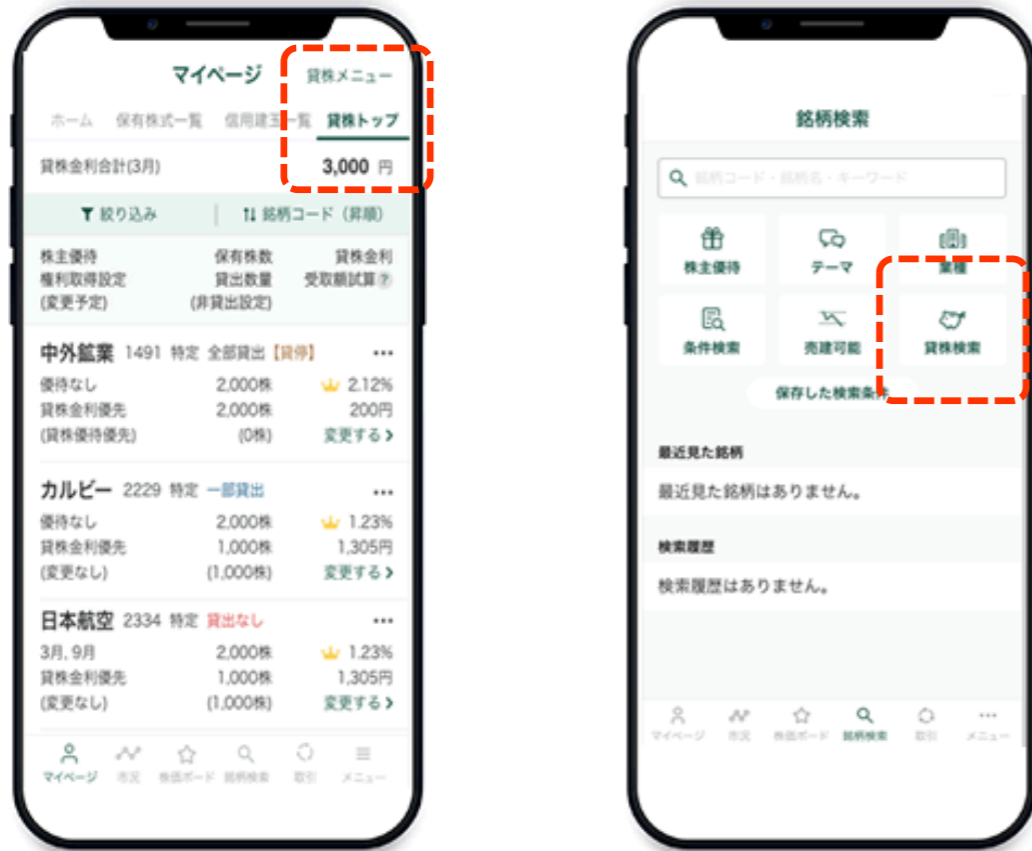 マイページ 貸株メニュー
ホーム 保有株式一覧 信用建玉一覧 貸株トップ
貸株金利合計(3月) 3,000 円
絞り込み 銘柄コード（昇順）
株主優待 保有株数 貸株金利
権利取得設定 貸出数量 受取額試算 ?
(変更予定) (非貸出設定)
中外鉱業 1491 特定 全部貸出【貸停】 ...
優待なし 2,000株 2.12%
貸株金利優先 2,000株 200円
(貸株優待優先) (0株) 変更する >
カルビー 2229 特定 一部貸出 ...
優待なし 2,000株 1.23%
貸株金利優先 1,000株 1,305円
(変更なし) (1,000株) 変更する >
日本航空 2334 特定 貸出なし ...
3月, 9月 2,000株 1.23%
貸株金利優先 1,000株 1,305円
(変更なし) (1,000株) 変更する >
マイページ 市況 株価ボード 銘柄検索 取引 メニュー
銘柄検索
銘柄コード・銘柄名・キーワード
株主優待 テーマ 業種
条件検索 売建可能 貸株検索
保存した検索条件
最近見た銘柄
最近見た銘柄はありません。
検索履歴
検索履歴はありません。
マイページ 市況 株価ボード 銘柄検索 取引 メニュー